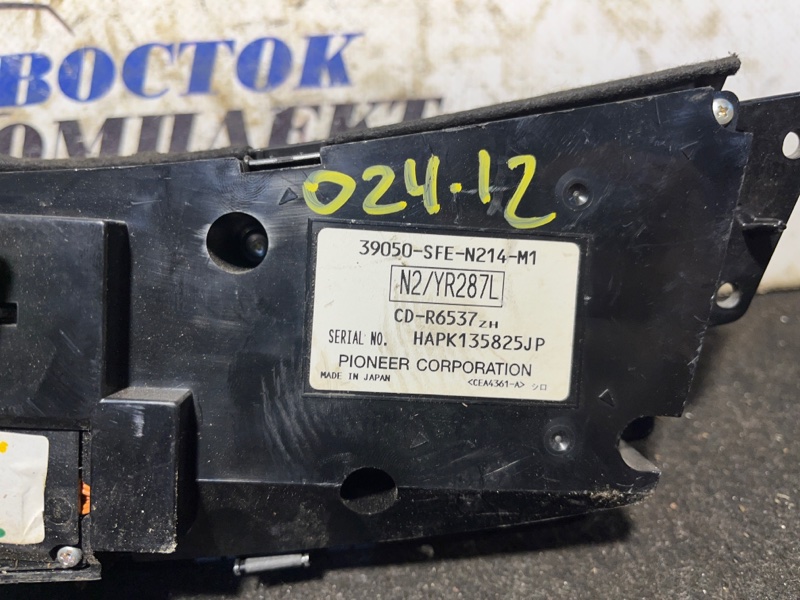 ВОСТОК
ОМПЛЕКТ
024-12
39050-SFE-N214-M1
N2/YR287L
CD-R6537ZH
SERIAL NO. HAPK135825JP
PIONEER CORPORATION
MADE IN JAPAN <CEA4361-A> シロ